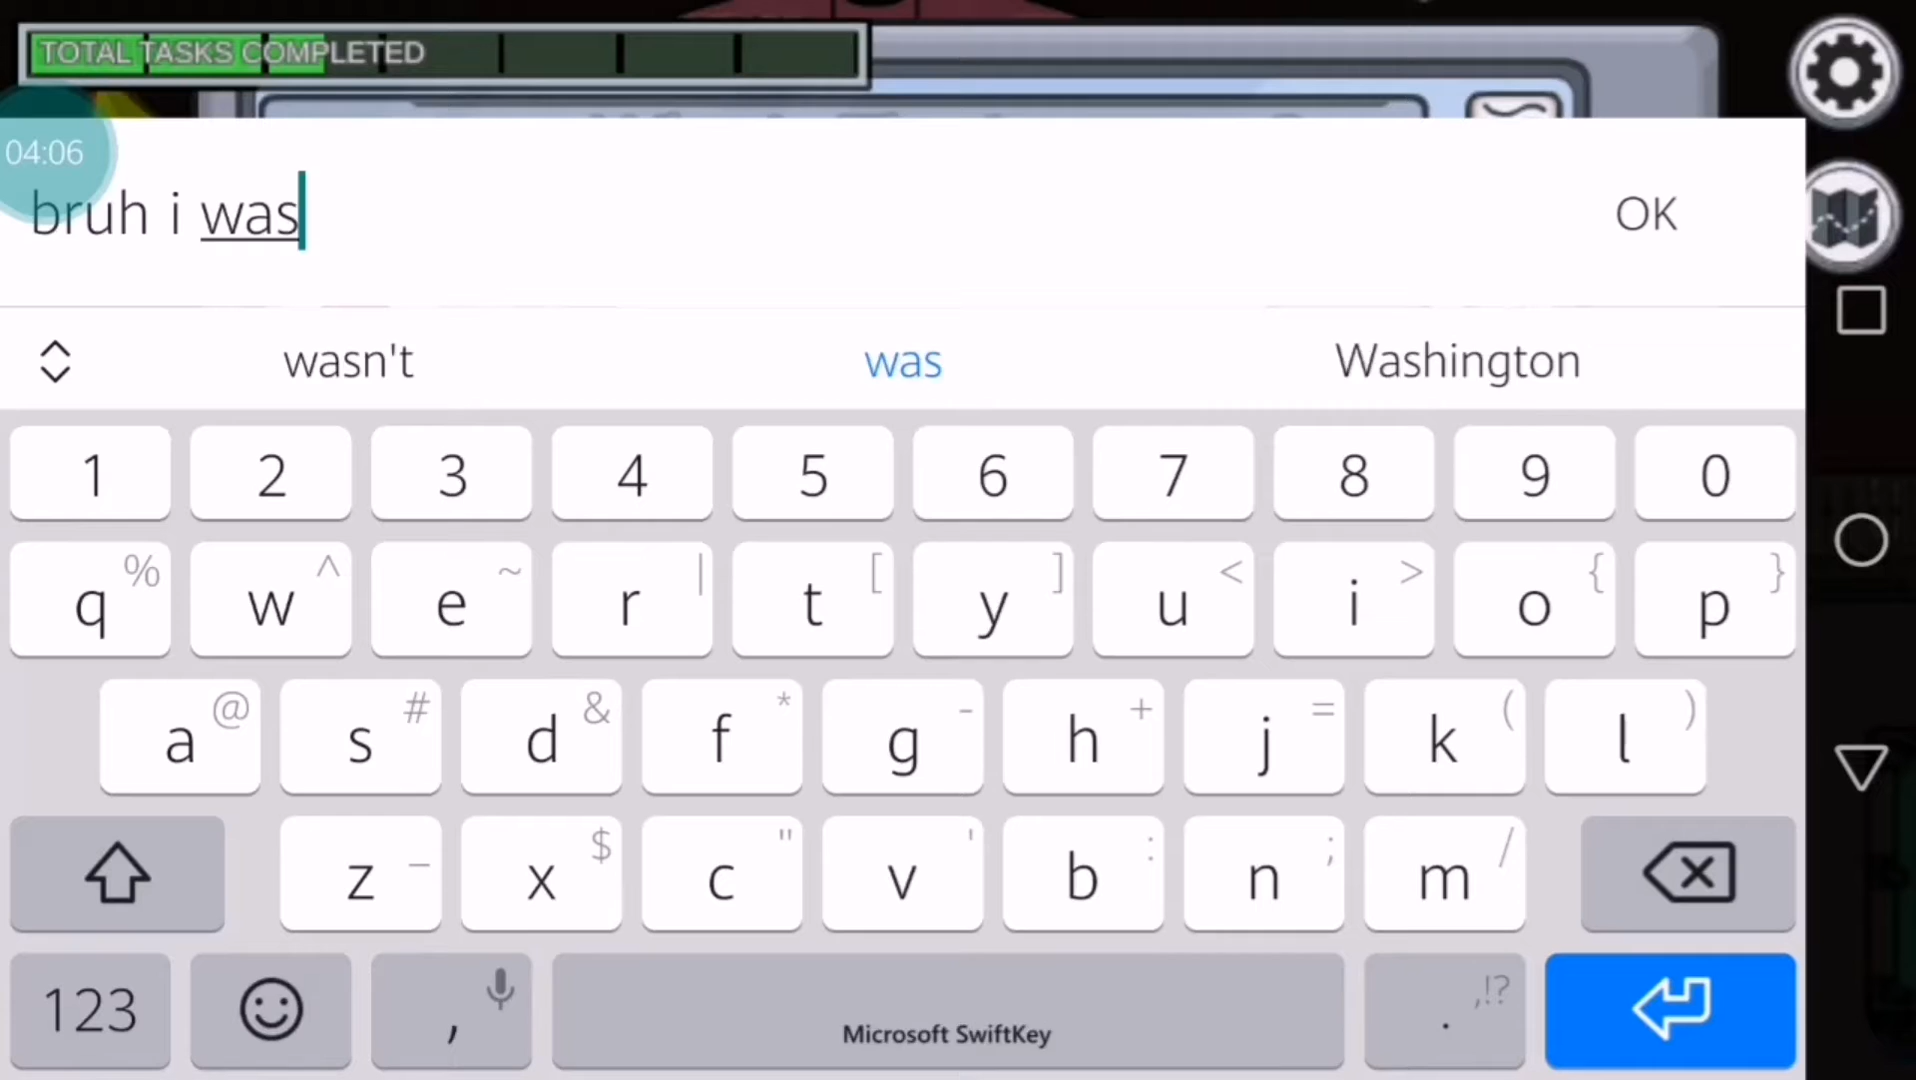 TOTAL TASKS COMPLETED
04:06
bruh i was
OK
wasn't was Washington
1 2 3 4 5 6 7 8 9 0
% ^ ~ | [ ] < > { }
q w e r t y u i o p
@ # & * - + = ( )
a s d f g h j k l
_ $ " ' : ; /
z x c v b n m
123 , ,!? .
Microsoft SwiftKey